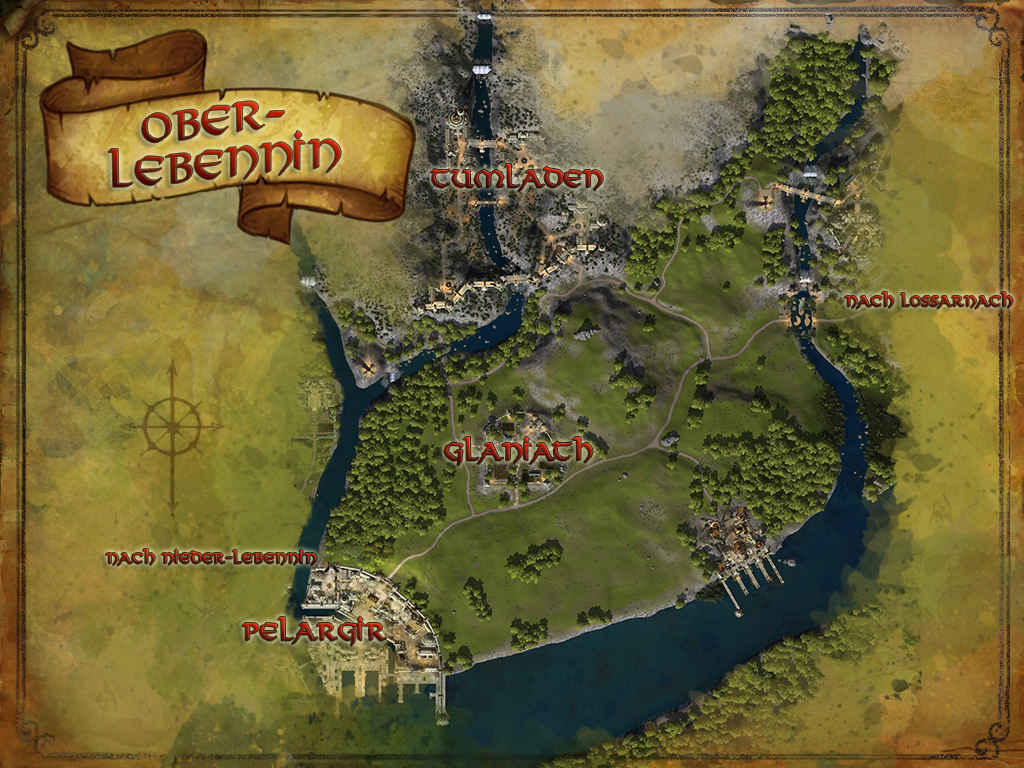 OBER-
LEBENNIN
TUMLADEN
NACH LOSSARNACH
GLANIATH
NACH NIEDER-LEBENNIN
PELARGIR